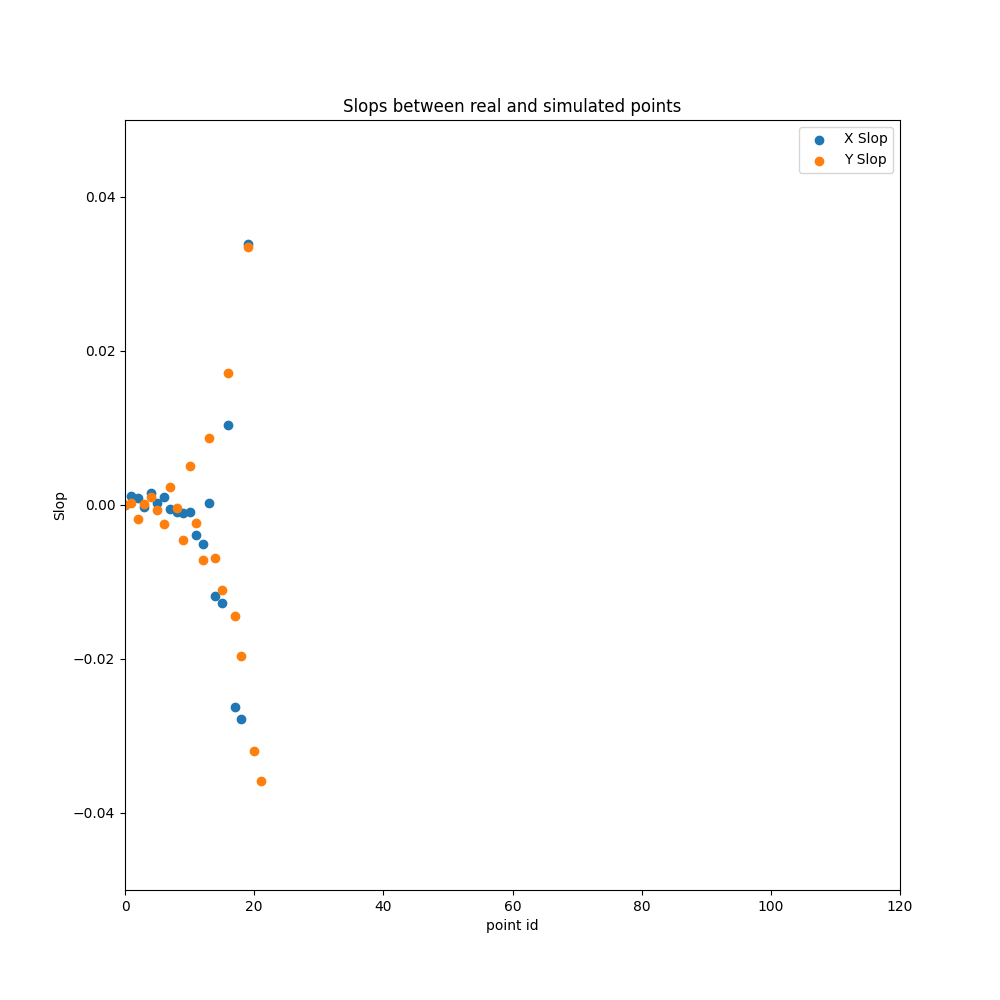 Slops between real and simulated points
X Slop
Y Slop
0.04
0.02
0.00
−0.02
−0.04
Slop
0 20 40 60 80 100 120
point id